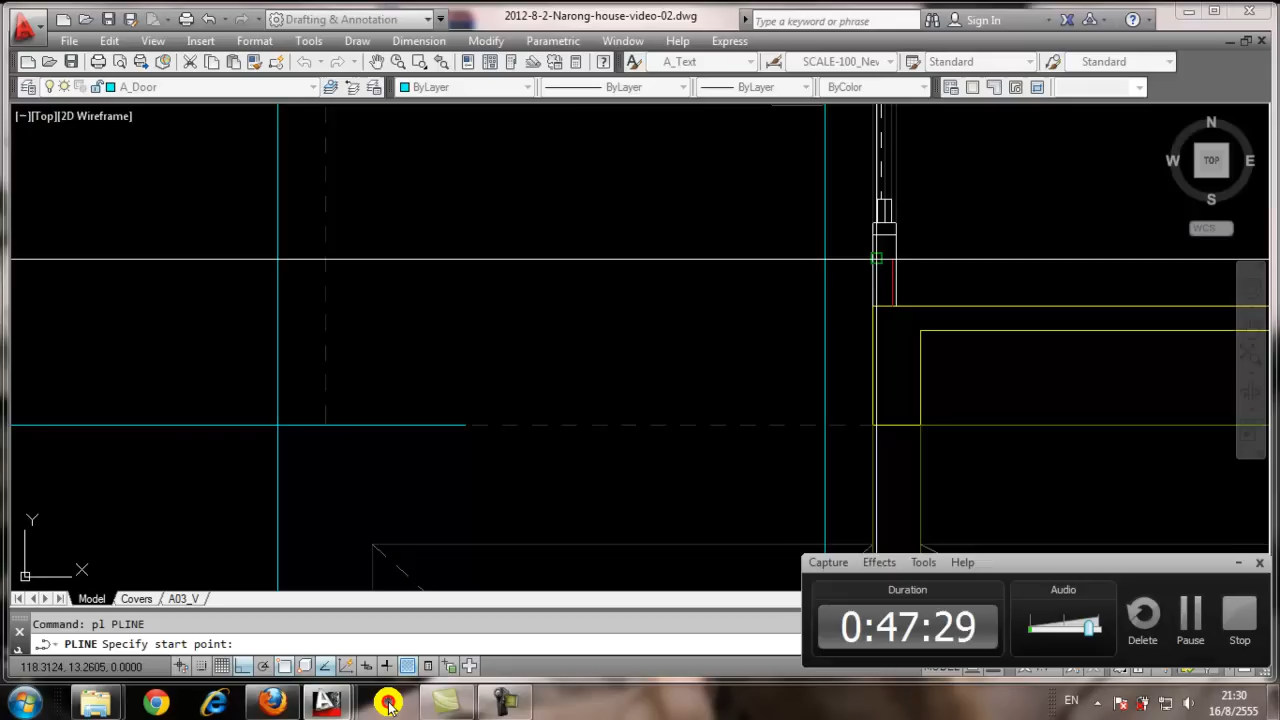 Drafting & Annotation
2012-8-2-Narong-house-video-02.dwg
Type a keyword or phrase
Sign In
File Edit View Insert Format Tools Draw Dimension Modify Parametric Window Help Express
A_Text
SCALE-100_Nev
Standard
Standard
A_Door
ByLayer
ByLayer
ByLayer
ByColor
[−][Top][2D Wireframe]
N
W TOP E
S
WCS
Y
X
Capture Effects Tools Help
Duration
Audio
0:47:29
Delete
Pause
Stop
Model Covers A03_V
Command: pl PLINE
PLINE Specify start point:
118.3124, 13.2605, 0.0000
EN
21:30
16/8/2555